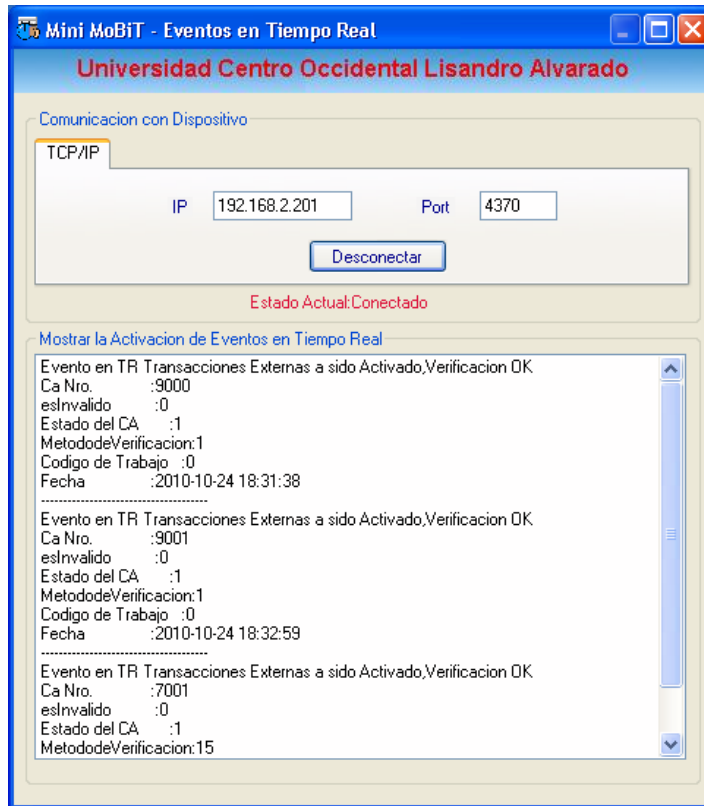 Mini MoBiT - Eventos en Tiempo Real
Universidad Centro Occidental Lisandro Alvarado
Comunicacion con Dispositivo
TCP/IP
IP 192.168.2.201 Port 4370
Desconectar
Estado Actual:Conectado
Mostrar la Activacion de Eventos en Tiempo Real
Evento en TR Transacciones Externas a sido Activado,Verificacion OK
Ca Nro. :9000
esInvalido :0
Estado del CA :1
MetododeVerificacion:1
Codigo de Trabajo :0
Fecha :2010-10-24 18:31:38
-------------------------------------
Evento en TR Transacciones Externas a sido Activado,Verificacion OK
Ca Nro. :9001
esInvalido :0
Estado del CA :1
MetododeVerificacion:1
Codigo de Trabajo :0
Fecha :2010-10-24 18:32:59
-------------------------------------
Evento en TR Transacciones Externas a sido Activado,Verificacion OK
Ca Nro. :7001
esInvalido :0
Estado del CA :1
MetododeVerificacion:15